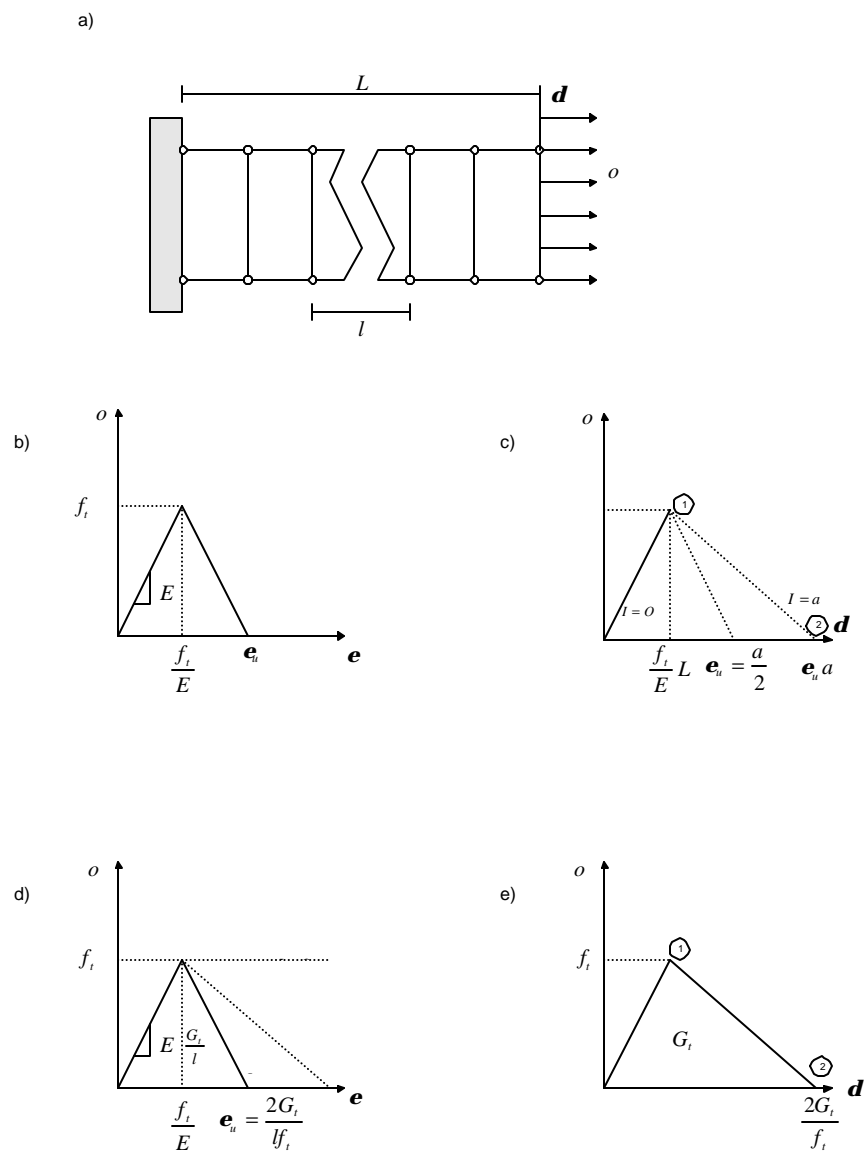 a)
L
d
o
l
b)
o
f_t
E
f_t/E
e_u
e
c)
o
1
I = O
I = a
2
d
f_t/E L
e_u = a/2
e_u a
d)
o
f_t
E
G_t/l
f_t/E
e_u = 2G_t/lf_t
e
e)
o
1
f_t
G_t
2
2G_t/f_t
d